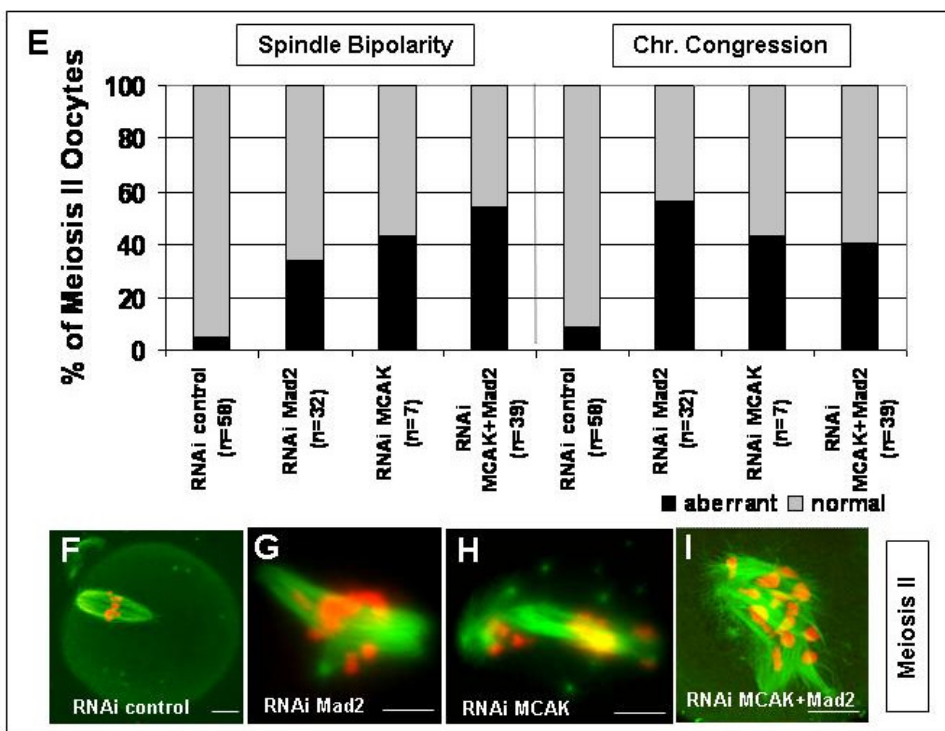 E
Spindle Bipolarity
Chr. Congression
% of Meiosis II Oocytes
100
80
60
40
20
0
RNAi control
(n=58)
RNAi Mad2
(n=32)
RNAi MCAK
(n=7)
RNAi
MCAK+Mad2
(n=39)
RNAi control
(n=58)
RNAi Mad2
(n=32)
RNAi MCAK
(n=7)
RNAi
MCAK+Mad2
(n=39)
aberrant normal
F
RNAi control
G
RNAi Mad2
H
RNAi MCAK
I
RNAi MCAK+Mad2
Meiosis II